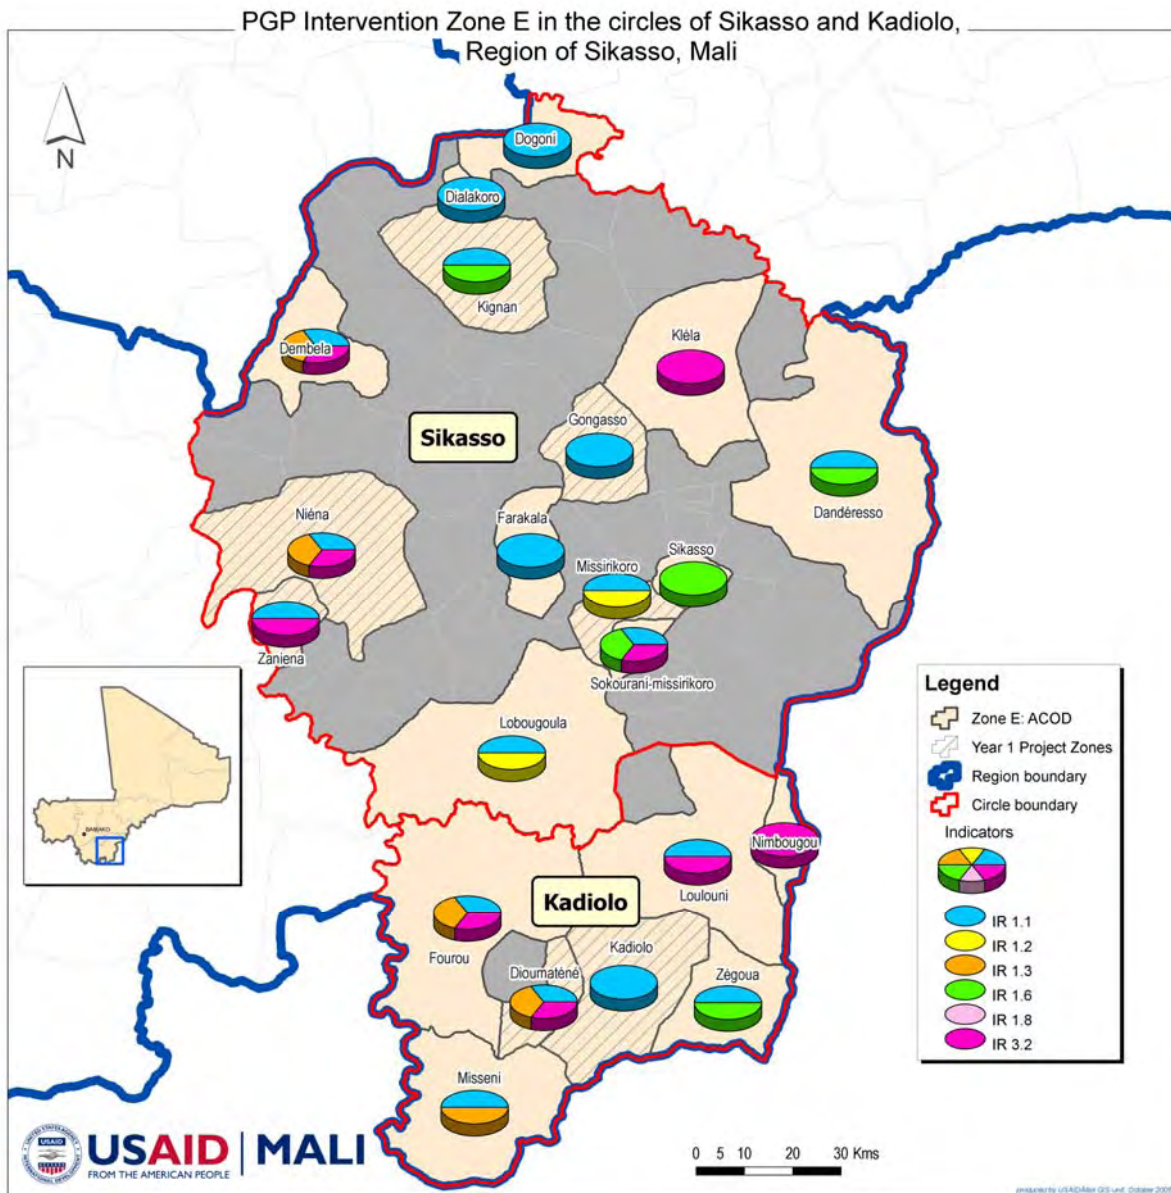 PGP Intervention Zone E in the circles of Sikasso and Kadiolo,
Region of Sikasso, Mali
N
Dogoni
Dialakoro
Kignan
Dembela
Kléla
Sikasso
Gongasso
Dandéresso
Niéna
Farakala
Sikasso
Missirikoro
Zaniena
Sokourani-missirikoro
Lobougoula
BAMAKO
Nimbougou
Loulouni
Kadiolo
Fourou
Kadiolo
Dioumaténé
Zégoua
Misseni
Legend
Zone E: ACOD
Year 1 Project Zones
Region boundary
Circle boundary
Indicators
IR 1.1
IR 1.2
IR 1.3
IR 1.6
IR 1.8
IR 3.2
USAID | MALI
FROM THE AMERICAN PEOPLE
0 5 10 20 30 Kms